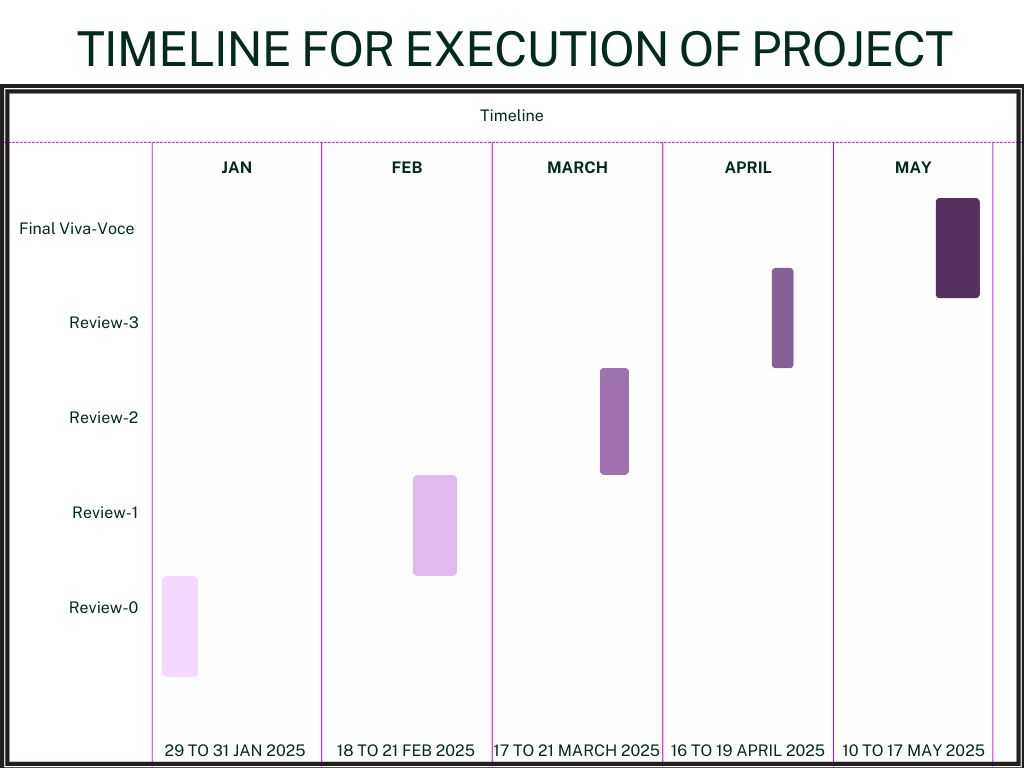 TIMELINE FOR EXECUTION OF PROJECT
Timeline
JAN FEB MARCH APRIL MAY
Final Viva-Voce
Review-3
Review-2
Review-1
Review-0
29 TO 31 JAN 2025 18 TO 21 FEB 2025 17 TO 21 MARCH 2025 16 TO 19 APRIL 2025 10 TO 17 MAY 2025